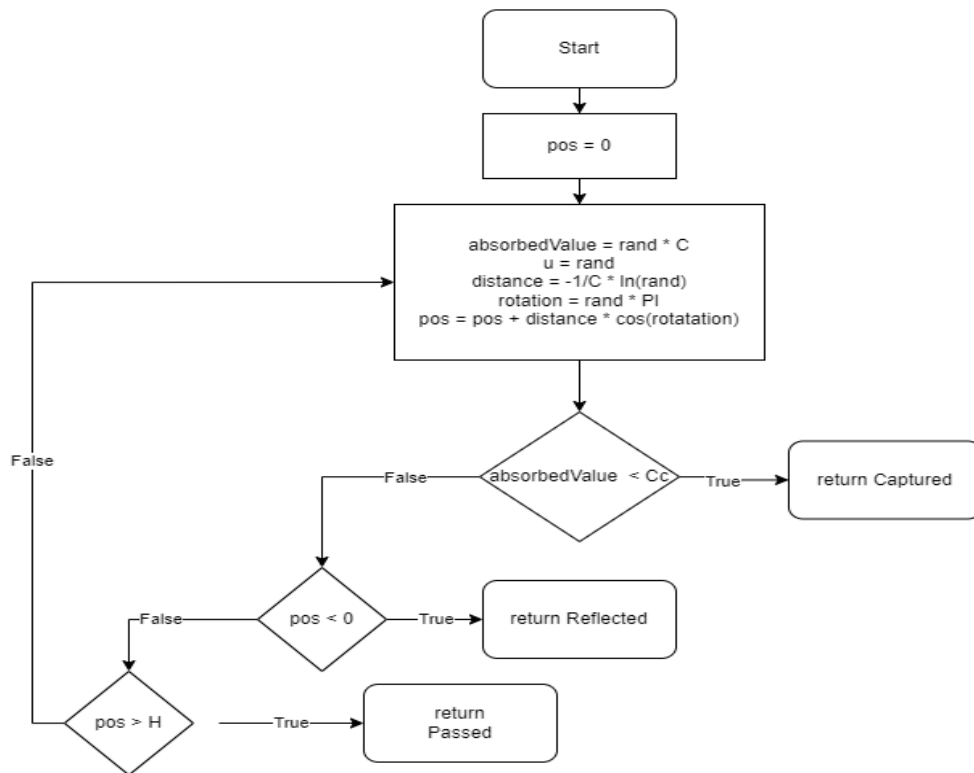 Start
pos = 0
absorbedValue = rand * C
u = rand
distance = -1/C * ln(rand)
rotation = rand * PI
pos = pos + distance * cos(rotatation)
absorbedValue < Cc
False
True
return Captured
pos < 0
False
True
return Reflected
pos > H
False
True
return
Passed